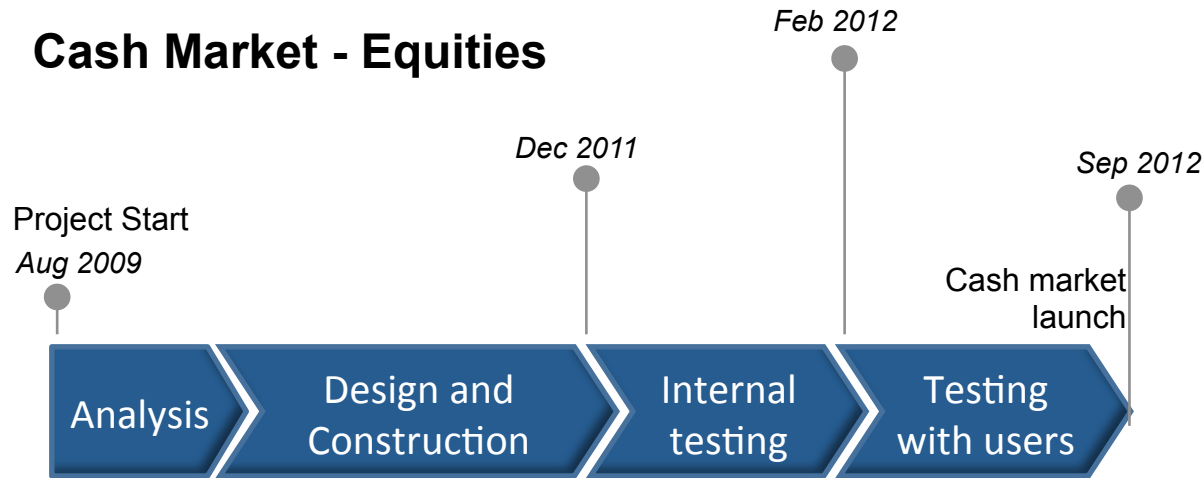 Cash Market - Equities
Feb 2012
Dec 2011
Sep 2012
Project Start
Aug 2009
Cash market
launch
Analysis
Design and
Construction
Internal
testing
Testing
with users